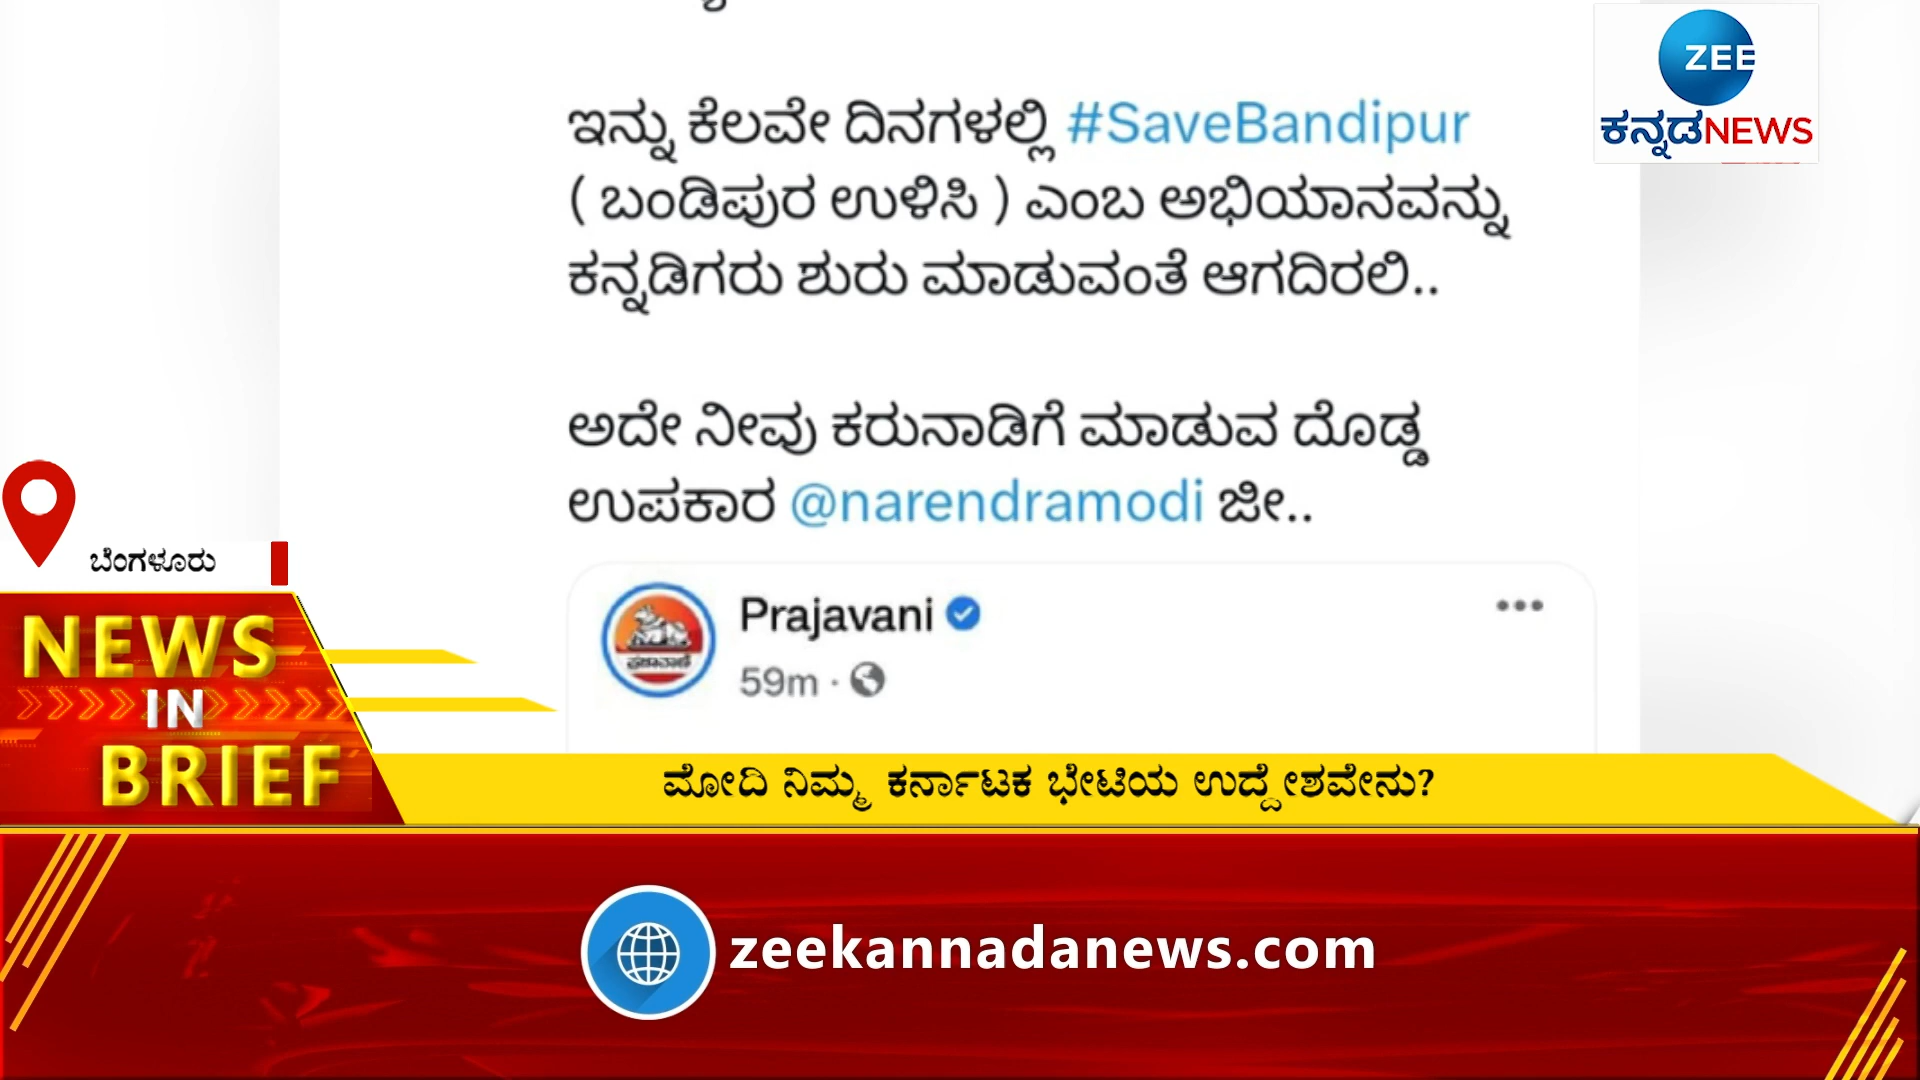 ZEE
ಕನ್ನಡNEWS
ಇನ್ನು ಕೆಲವೇ ದಿನಗಳಲ್ಲಿ #SaveBandipur
( ಬಂಡಿಪುರ ಉಳಿಸಿ ) ಎಂಬ ಅಭಿಯಾನವನ್ನು
ಕನ್ನಡಿಗರು ಶುರು ಮಾಡುವಂತೆ ಆಗದಿರಲಿ..
ಅದೇ ನೀವು ಕರುನಾಡಿಗೆ ಮಾಡುವ ದೊಡ್ಡ
ಉಪಕಾರ @narendramodi ಜೀ..
Prajavani
59m ·
ಪ್ರಜಾವಾಣಿ
ಬೆಂಗಳೂರು
NEWS
IN
BRIEF
ಮೋದಿ ನಿಮ್ಮ ಕರ್ನಾಟಕ ಭೇಟಿಯ ಉದ್ದೇಶವೇನು?
zeekannadanews.com